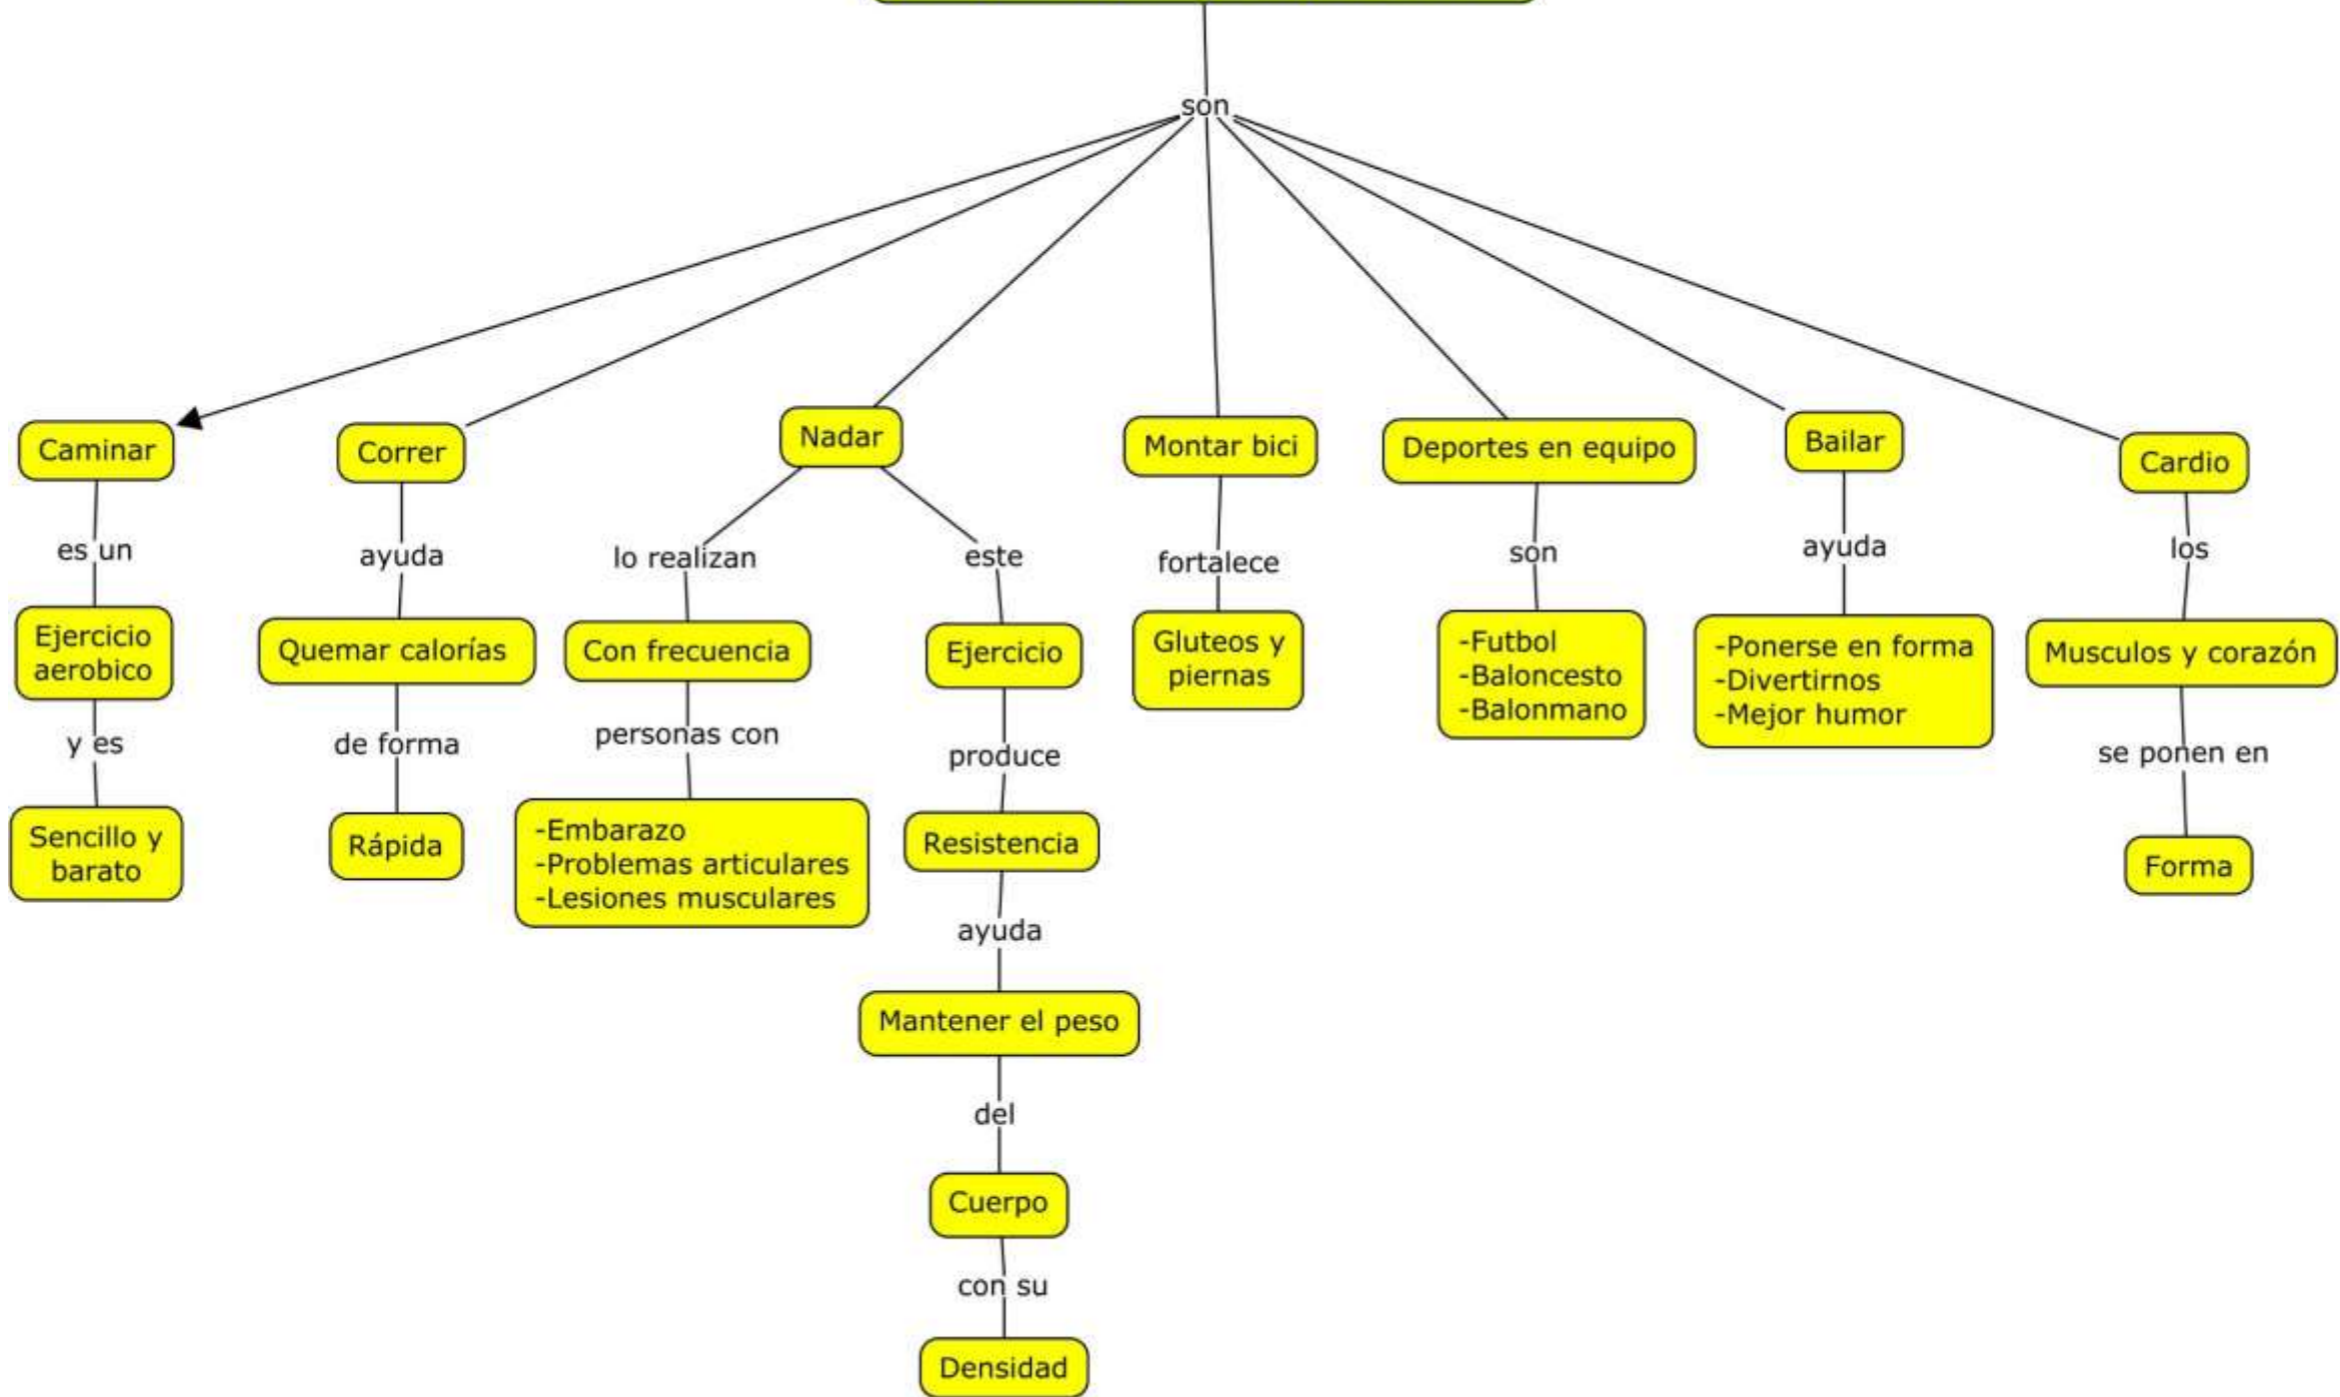 son
Caminar
es un
Ejercicio
aerobico
y es
Sencillo y
barato
Correr
ayuda
Quemar calorías
de forma
Rápida
Nadar
lo realizan
Con frecuencia
personas con
-Embarazo
-Problemas articulares
-Lesiones musculares
este
Ejercicio
produce
Resistencia
ayuda
Mantener el peso
del
Cuerpo
con su
Densidad
Montar bici
fortalece
Gluteos y
piernas
Deportes en equipo
son
-Futbol
-Baloncesto
-Balonmano
Bailar
ayuda
-Ponerse en forma
-Divertirnos
-Mejor humor
Cardio
los
Musculos y corazón
se ponen en
Forma